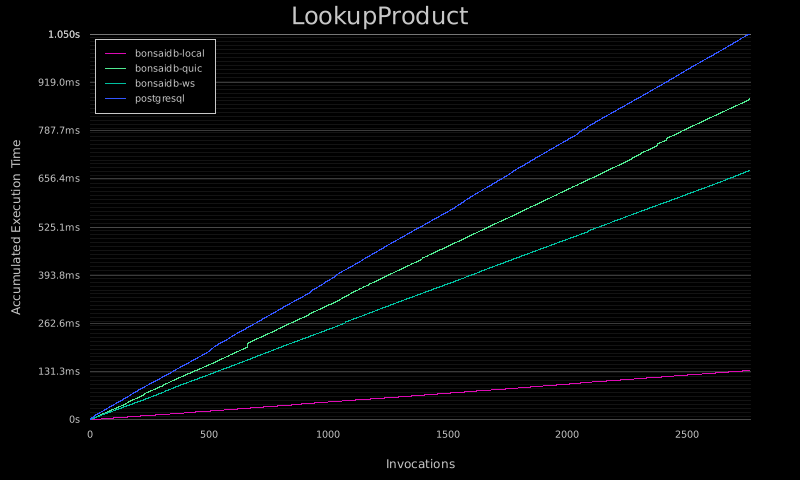 LookupProduct
1.050s
919.0ms
787.7ms
656.4ms
525.1ms
393.8ms
262.6ms
131.3ms
0s
bonsaidb-local
bonsaidb-quic
bonsaidb-ws
postgresql
Accumulated Execution Time
0 500 1000 1500 2000 2500
Invocations